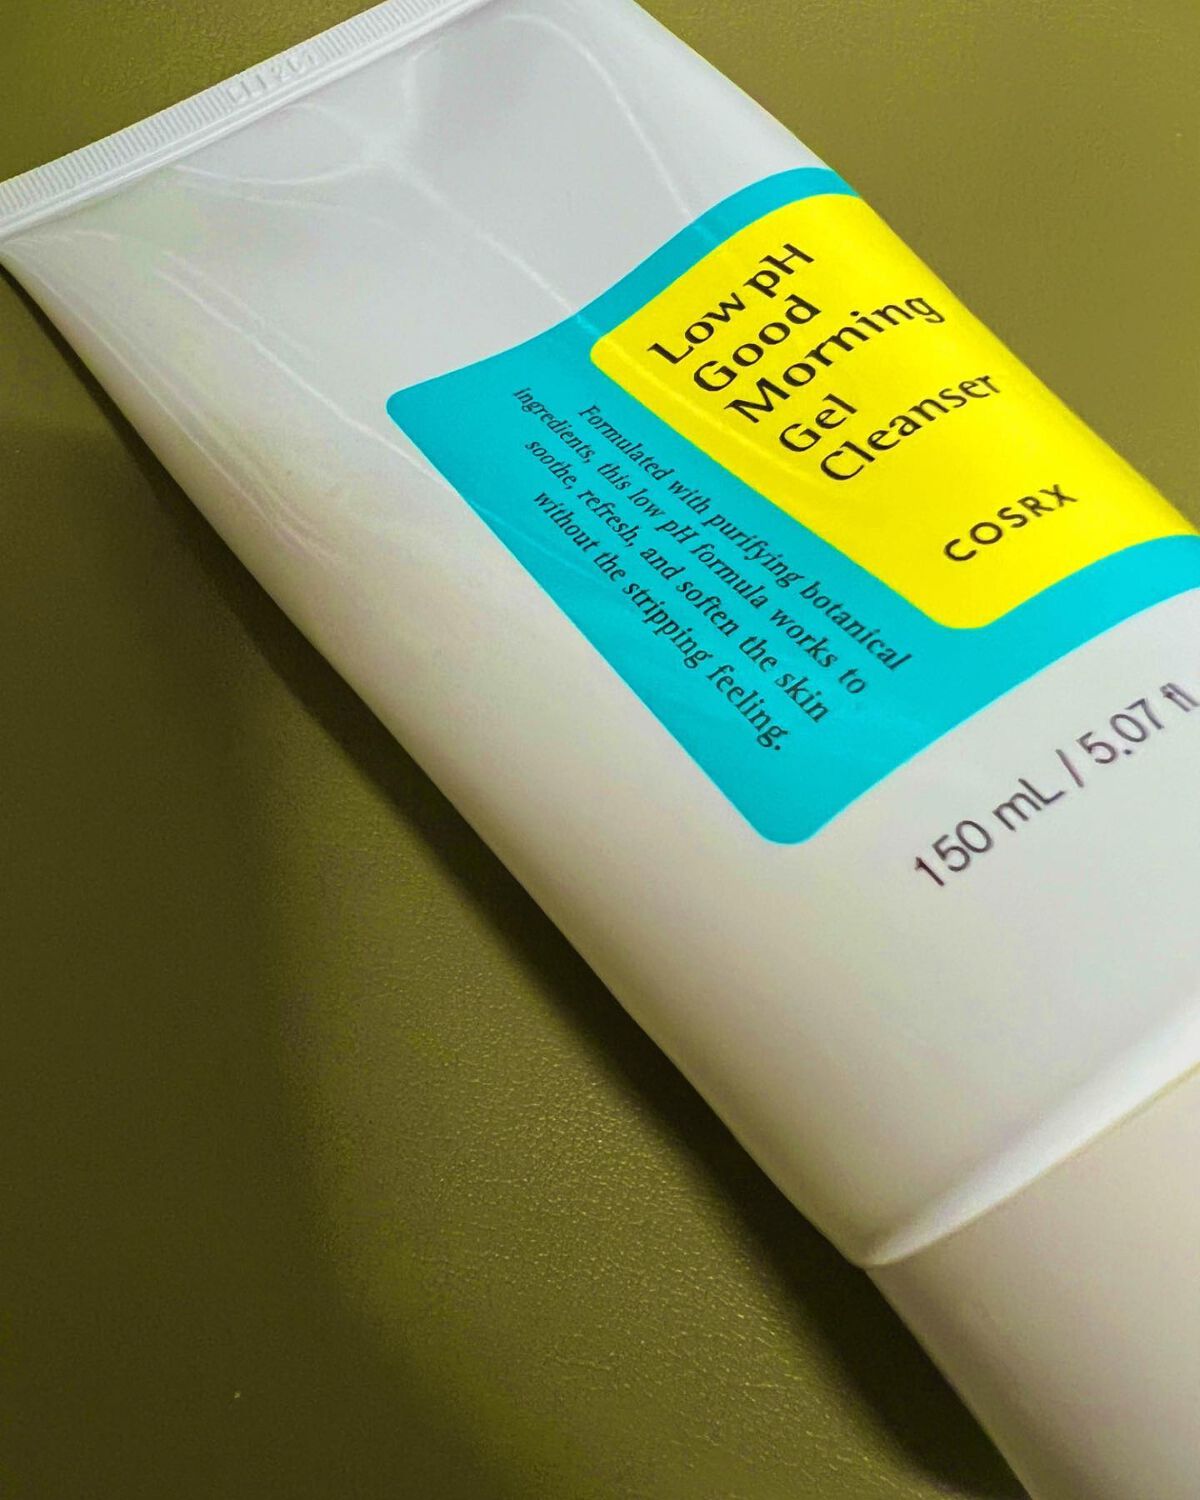 Low pH
Good
Morning
Gel
Cleanser
COSRX
Formulated with purifying botanical
Ingredients, this low pH formula works to
soothe, refresh, and soften the skin
without the stripping feeling.
150 mL / 5.07 fl